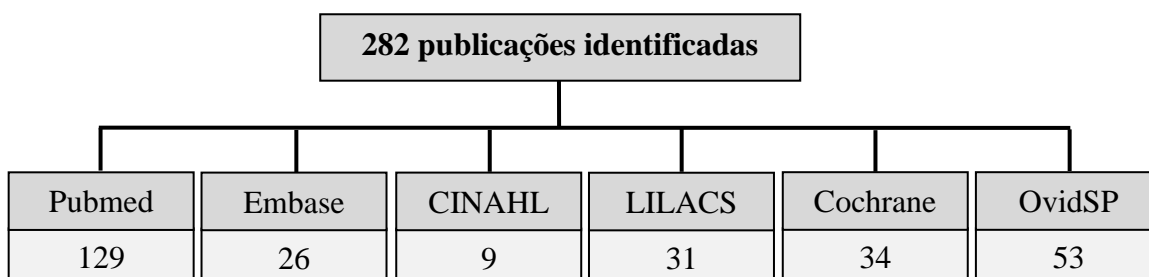 282 publicações identificadas
Pubmed Embase CINAHL LILACS Cochrane OvidSP
129 26 9 31 34 53